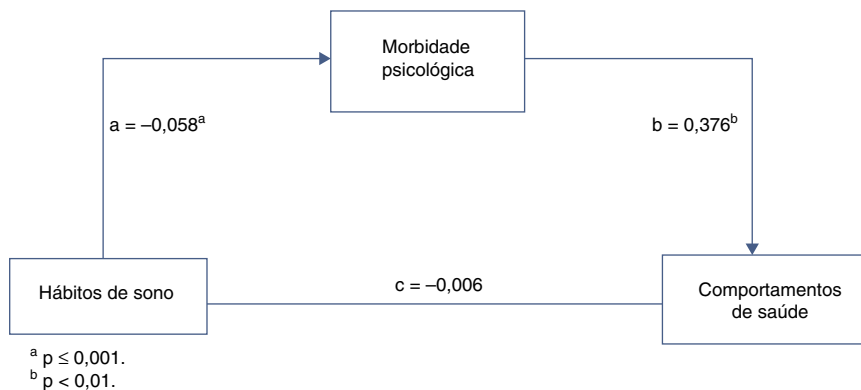 Morbidade
psicológica
a = –0,058ᵃ
b = 0,376ᵇ
Hábitos de sono
c = –0,006
Comportamentos
de saúde
ᵃ p ≤ 0,001.
ᵇ p < 0,01.